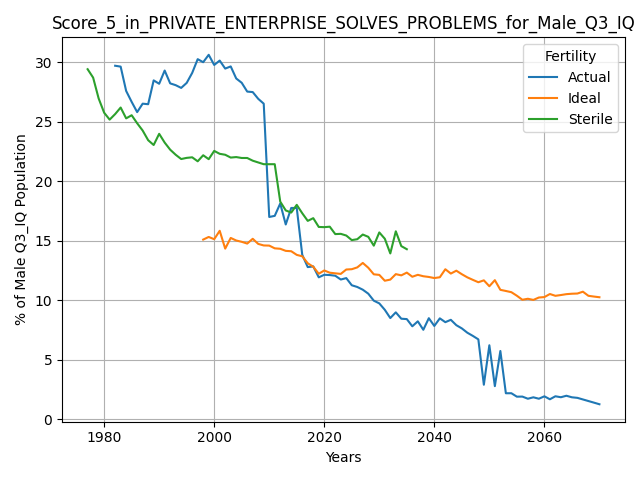 Score_5_in_PRIVATE_ENTERPRISE_SOLVES_PROBLEMS_for_Male_Q3_IQ
Fertility
Actual
Ideal
Sterile
% of Male Q3_IQ Population
30
25
20
15
10
5
0
1980
2000
2020
2040
2060
Years